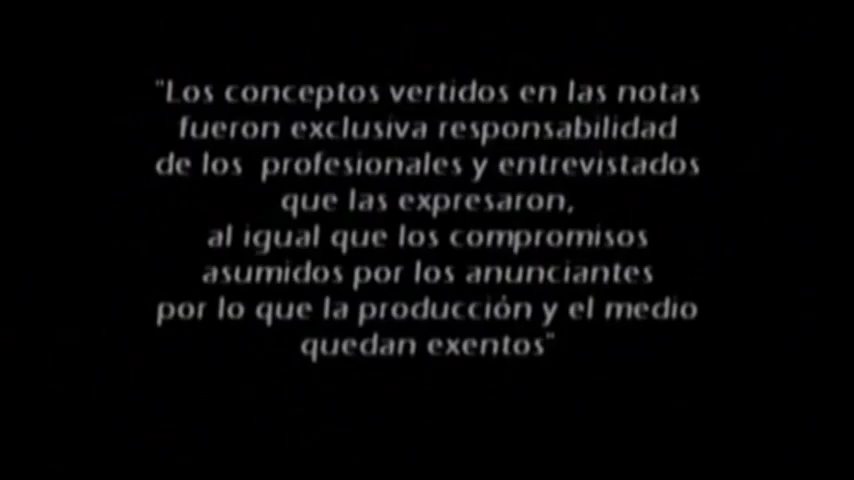 "Los conceptos vertidos en las notas
fueron exclusiva responsabilidad
de los profesionales y entrevistados
que las expresaron,
al igual que los compromisos
asumidos por los anunciantes
por lo que la producción y el medio
quedan exentos"